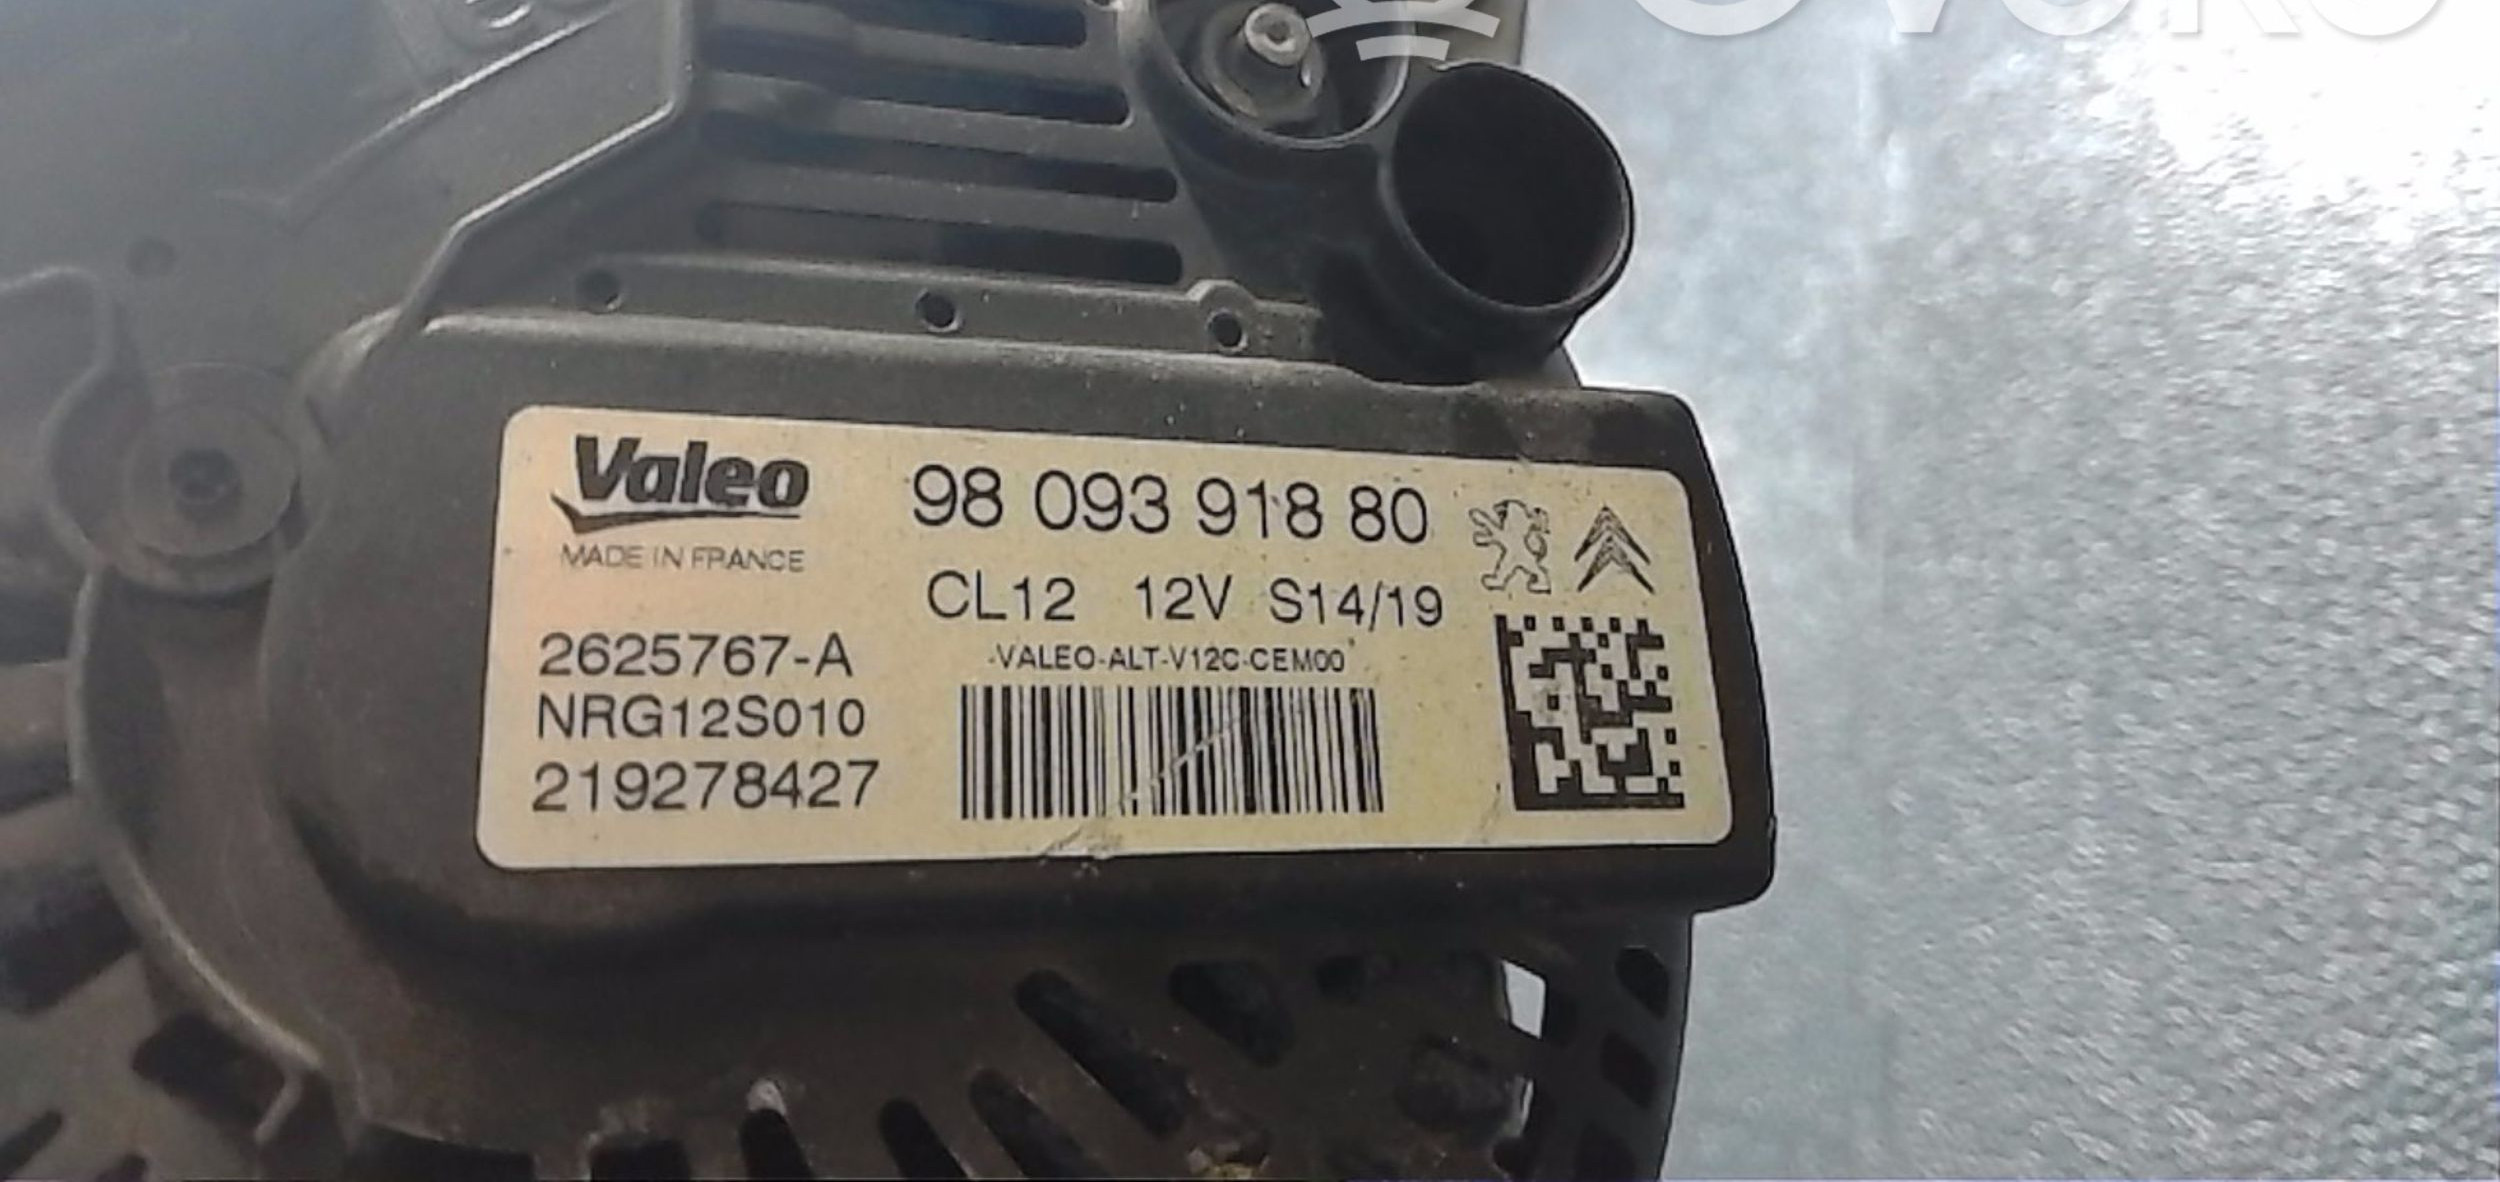 Valeo
MADE IN FRANCE
98 093 918 80
CL12 12V S14/19
2625767-A
NRG12S010
219278427
-VALEO-ALT-V12C-CEM00